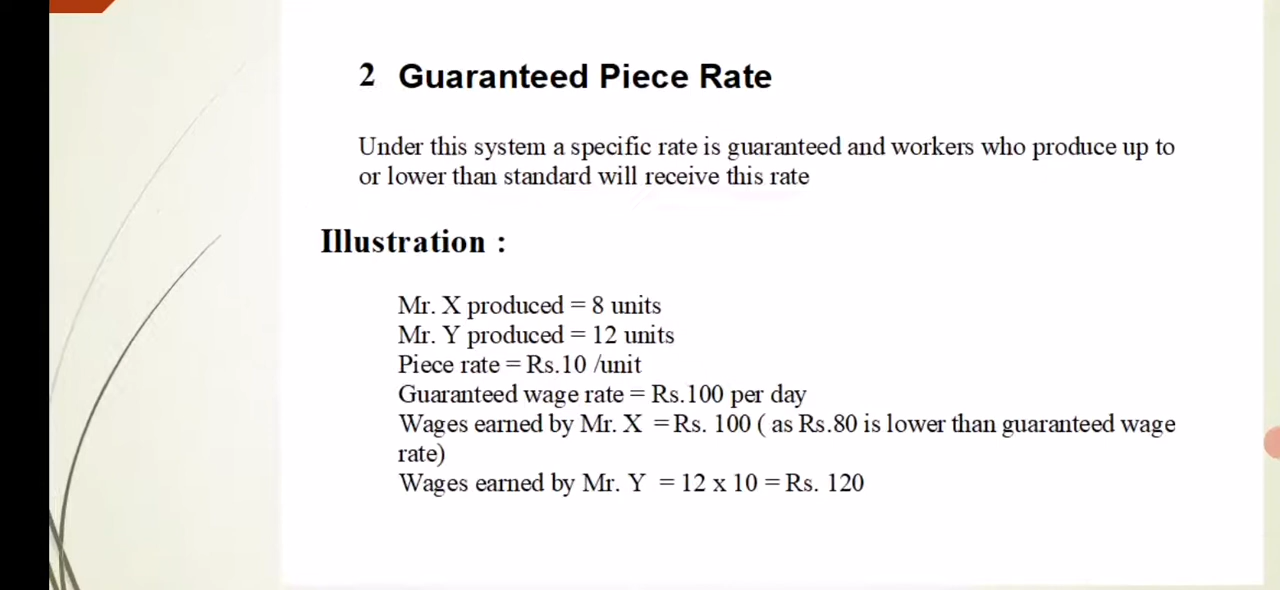 2 Guaranteed Piece Rate
Under this system a specific rate is guaranteed and workers who produce up to
or lower than standard will receive this rate
Illustration :
Mr. X produced = 8 units
Mr. Y produced = 12 units
Piece rate = Rs.10 /unit
Guaranteed wage rate = Rs.100 per day
Wages earned by Mr. X = Rs. 100 ( as Rs.80 is lower than guaranteed wage
rate)
Wages earned by Mr. Y = 12 x 10 = Rs. 120